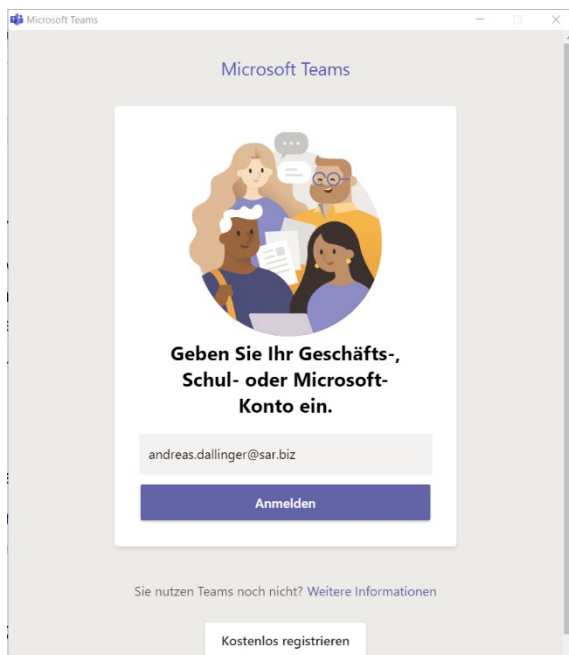 Microsoft Teams
Microsoft Teams
Geben Sie Ihr Geschäfts-,
Schul- oder Microsoft-
Konto ein.
andreas.dallinger@sar.biz
Anmelden
Sie nutzen Teams noch nicht? Weitere Informationen
Kostenlos registrieren